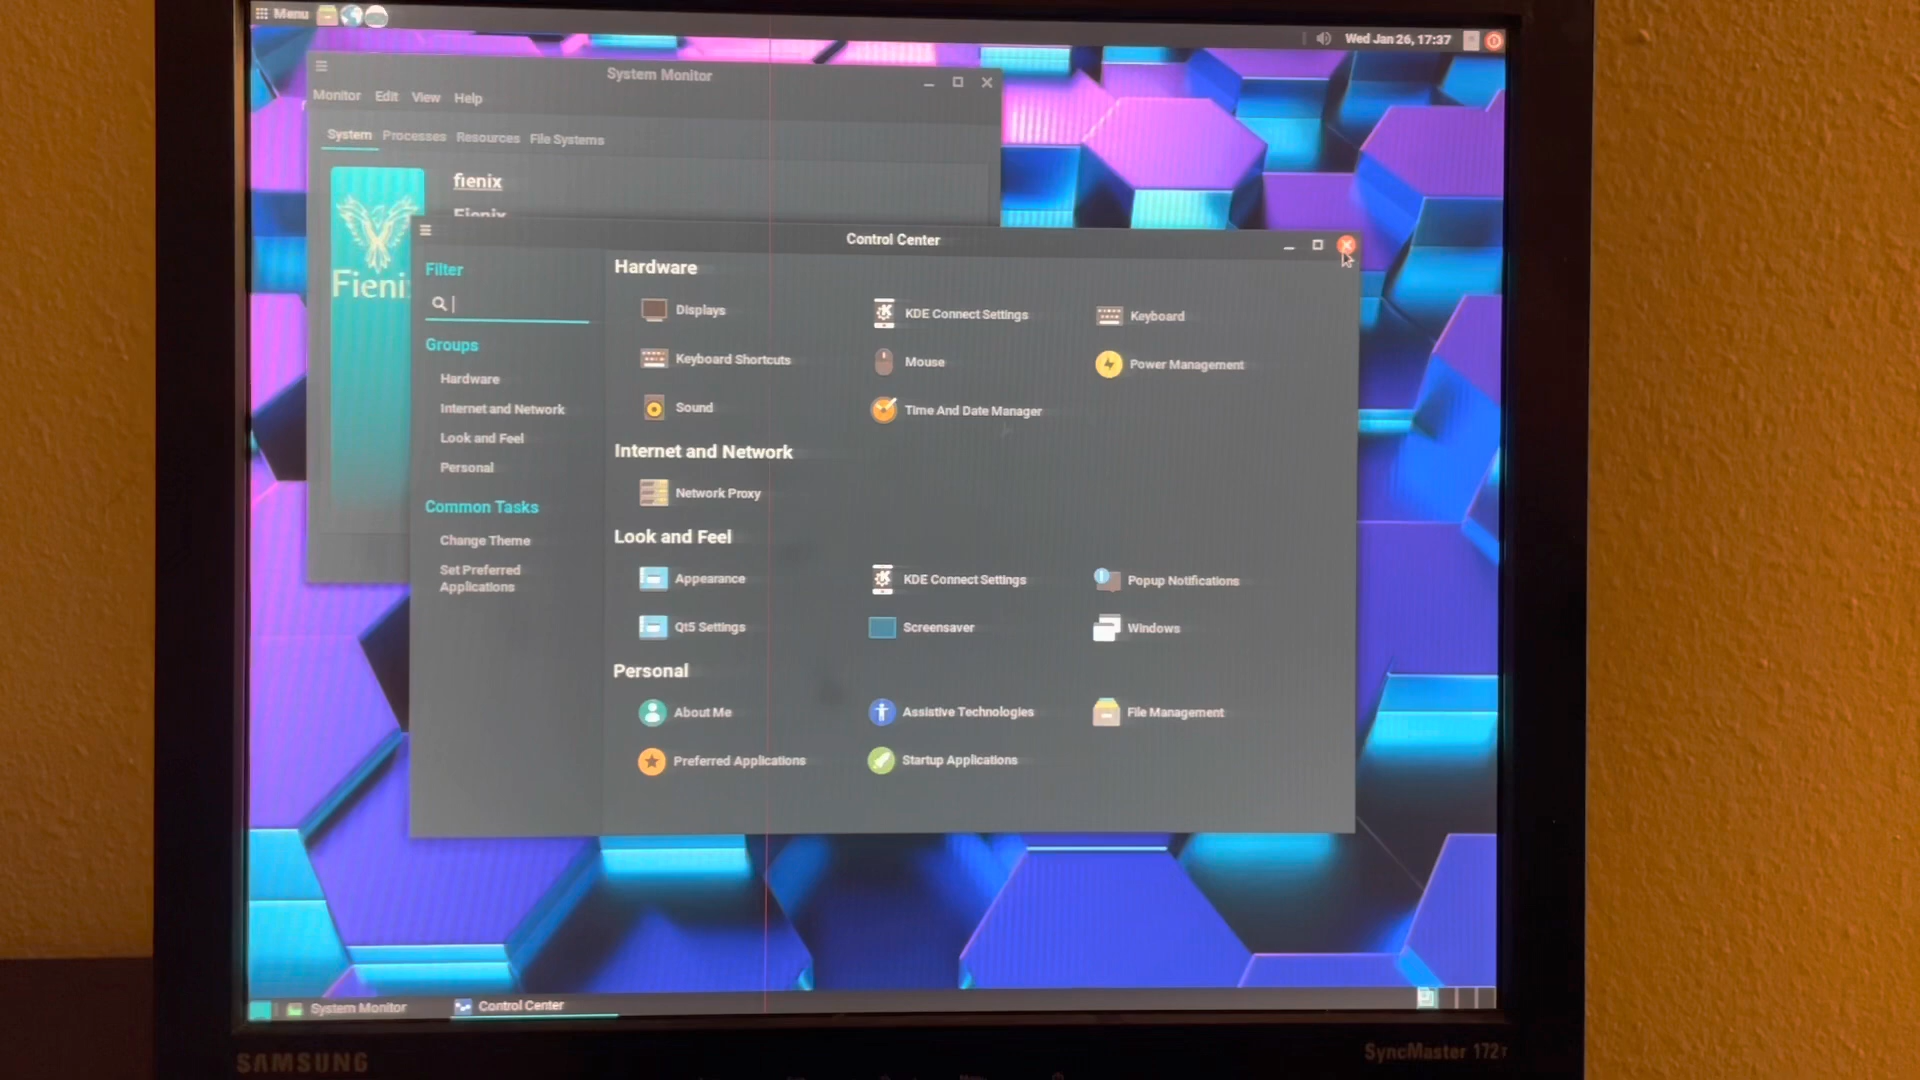 Menu
Wed Jan 26, 17:37
System Monitor
Monitor Edit View Help
System Processes Resources File Systems
fienix
Fienix
Fieni
Control Center
Filter
Groups
Hardware
Internet and Network
Look and Feel
Personal
Common Tasks
Change Theme
Set Preferred
Applications
Hardware
Displays KDE Connect Settings Keyboard
Keyboard Shortcuts Mouse Power Management
Sound Time And Date Manager
Internet and Network
Network Proxy
Look and Feel
Appearance KDE Connect Settings Popup Notifications
Qt5 Settings Screensaver Windows
Personal
About Me Assistive Technologies File Management
Preferred Applications Startup Applications
System Monitor Control Center
SAMSUNG
SyncMaster 172T